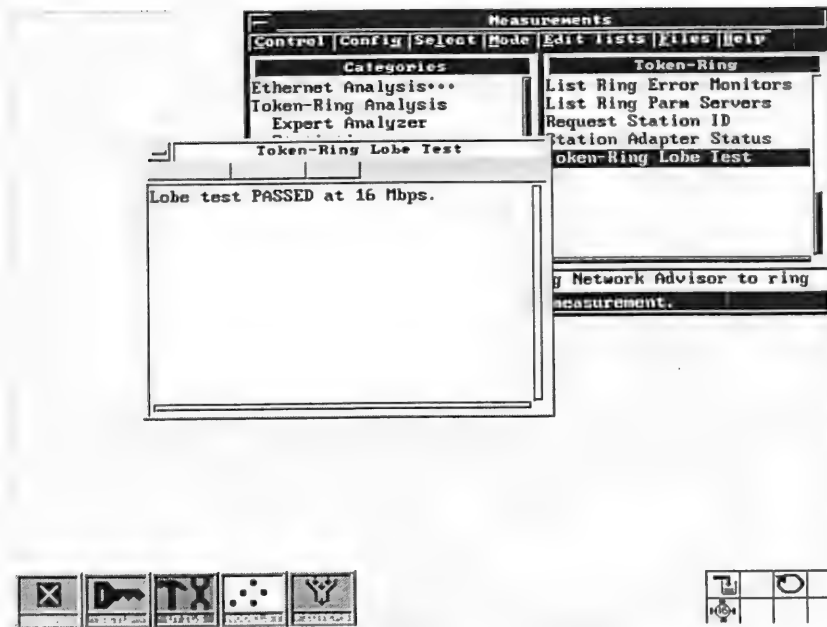 Measurements
Control Config Select Mode Edit lists Files Help
Categories
Ethernet Analysis•••
Token-Ring Analysis
Expert Analyzer
Token-Ring
List Ring Error Monitors
List Ring Parm Servers
Request Station ID
Station Adapter Status
Token-Ring Lobe Test
Token-Ring Lobe Test
Lobe test PASSED at 16 Mbps.
g Network Advisor to ring
measurement.
16